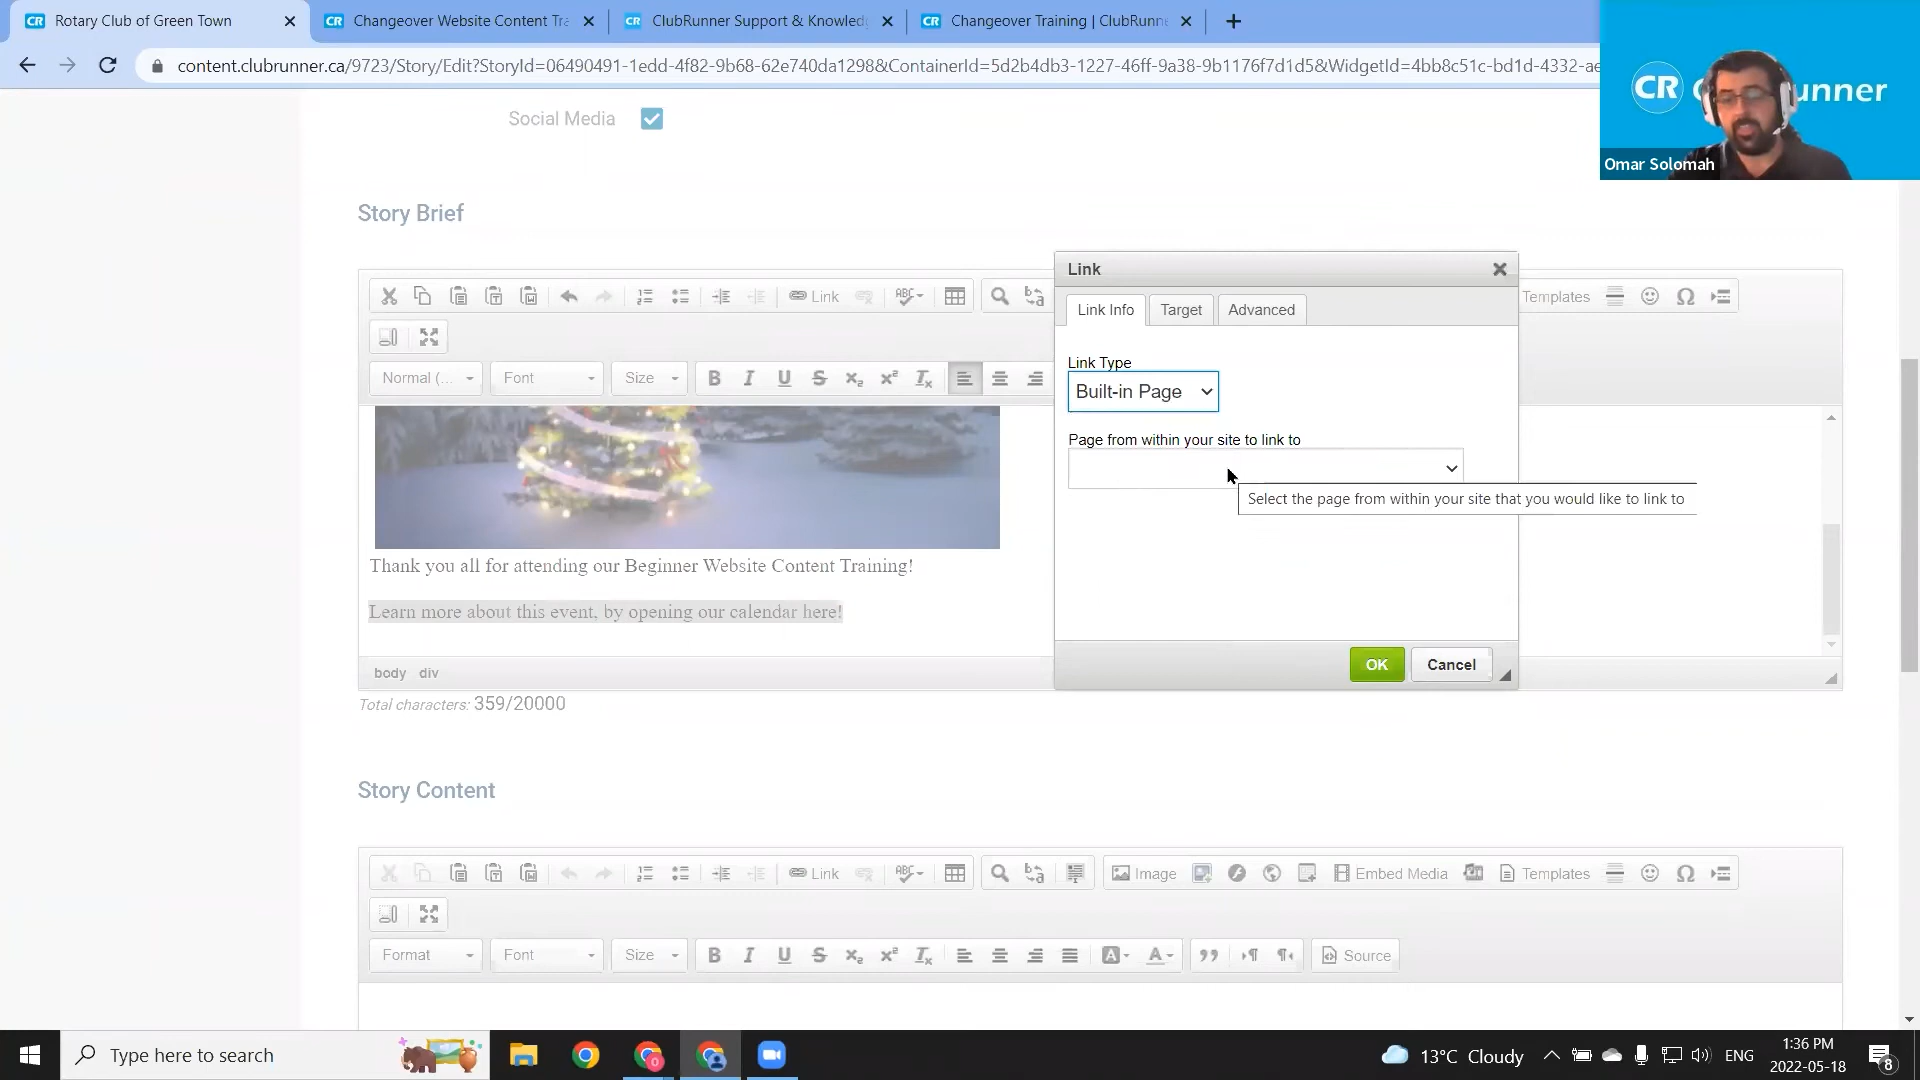 Rotary Club of Green Town
Changeover Website Content Tra
ClubRunner Support & Knowled
Changeover Training | ClubRunne
content.clubrunner.ca/9723/Story/Edit?StoryId=06490491-1edd-4f82-9b68-62e740da1298&ContainerId=5d2b4db3-1227-46ff-9a38-9b1176f7d1d5&WidgetId=4bb8c51c-bd1d-4332-ae
CR
unner
Omar Solomah
Social Media
Story Brief
Link
Templates
Normal (...
Font
Size
Link
Link Info
Target
Advanced
Link Type
Built-in Page
Page from within your site to link to
Select the page from within your site that you would like to link to
OK
Cancel
Thank you all for attending our Beginner Website Content Training!
Learn more about this event, by opening our calendar here!
body div
Total characters: 359/20000
Story Content
Link
Image
Embed Media
Templates
Format
Font
Size
Source
Type here to search
13°C Cloudy
ENG
1:36 PM
2022-05-18
8